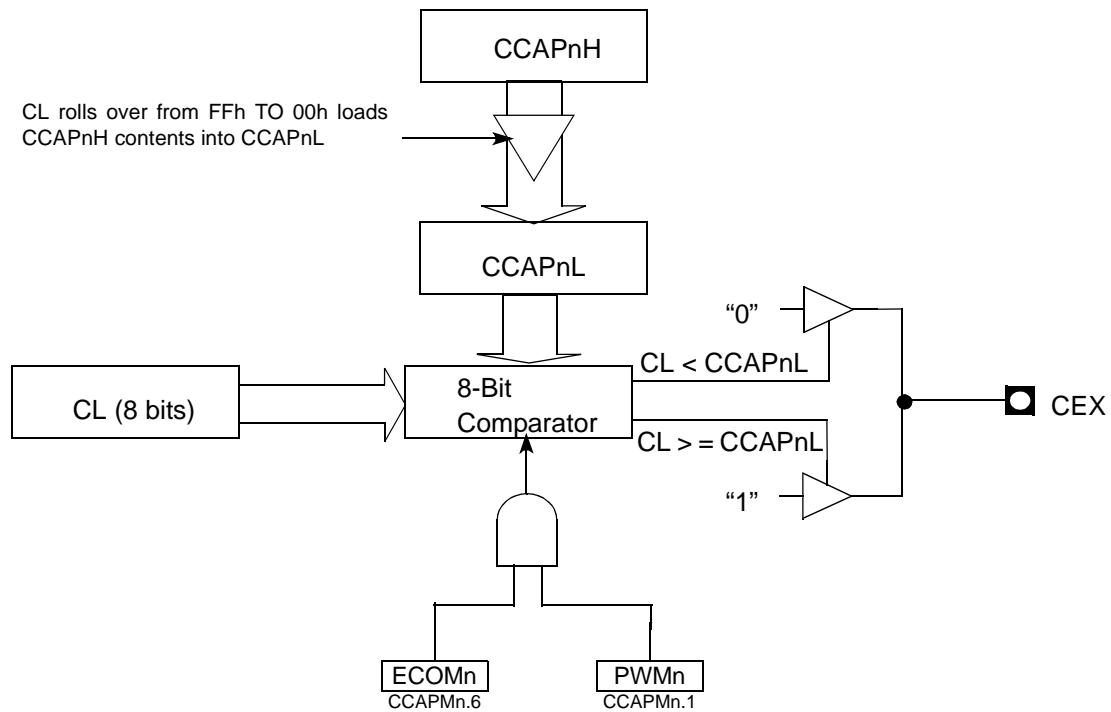 CCAPnH
CL rolls over from FFh TO 00h loads
CCAPnH contents into CCAPnL
CCAPnL
“0”
CL < CCAPnL
CL (8 bits)
8-Bit
Comparator
CEX
CL > = CCAPnL
“1”
ECOMn
CCAPMn.6
PWMn
CCAPMn.1